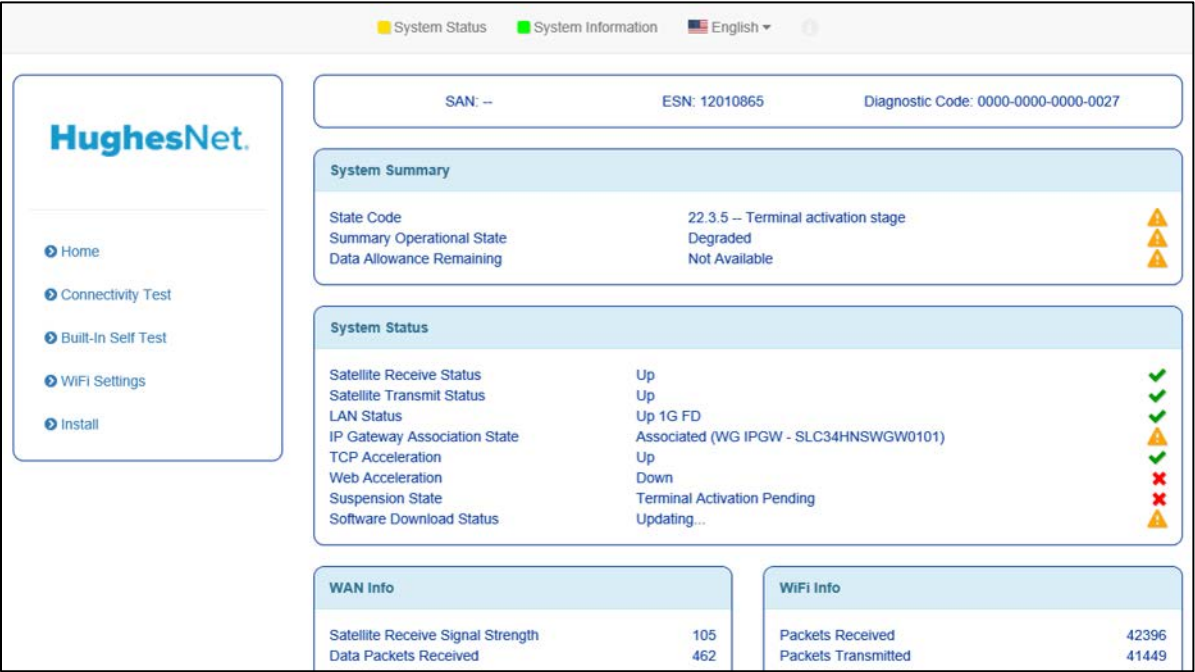 System Status System Information English
HughesNet.
Home
Connectivity Test
Built-In Self Test
WiFi Settings
Install
SAN: -- ESN: 12010865 Diagnostic Code: 0000-0000-0000-0027
System Summary
State Code 22.3.5 -- Terminal activation stage
Summary Operational State Degraded
Data Allowance Remaining Not Available
System Status
Satellite Receive Status Up
Satellite Transmit Status Up
LAN Status Up 1G FD
IP Gateway Association State Associated (WG IPGW - SLC34HNSWGW0101)
TCP Acceleration Up
Web Acceleration Down
Suspension State Terminal Activation Pending
Software Download Status Updating...
WAN Info
Satellite Receive Signal Strength 105
Data Packets Received 462
WiFi Info
Packets Received 42396
Packets Transmitted 41449